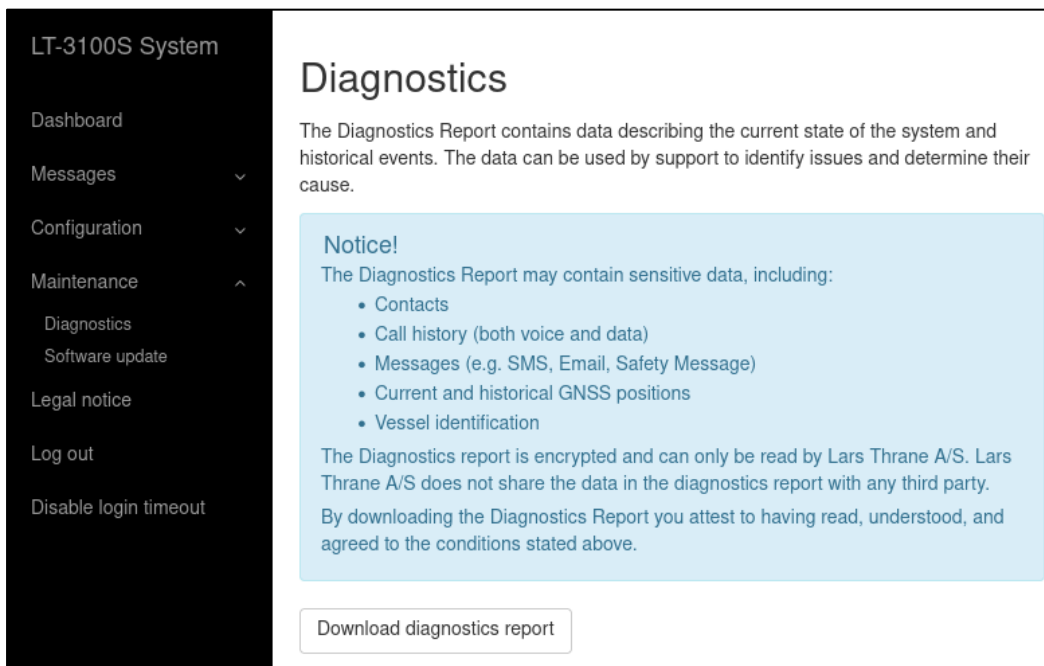 LT-3100S System
Dashboard
Messages
Configuration
Maintenance
Diagnostics
Software update
Legal notice
Log out
Disable login timeout
Diagnostics
The Diagnostics Report contains data describing the current state of the system and
historical events. The data can be used by support to identify issues and determine their
cause.
Notice!
The Diagnostics Report may contain sensitive data, including:
• Contacts
• Call history (both voice and data)
• Messages (e.g. SMS, Email, Safety Message)
• Current and historical GNSS positions
• Vessel identification
The Diagnostics report is encrypted and can only be read by Lars Thrane A/S. Lars
Thrane A/S does not share the data in the diagnostics report with any third party.
By downloading the Diagnostics Report you attest to having read, understood, and
agreed to the conditions stated above.
Download diagnostics report